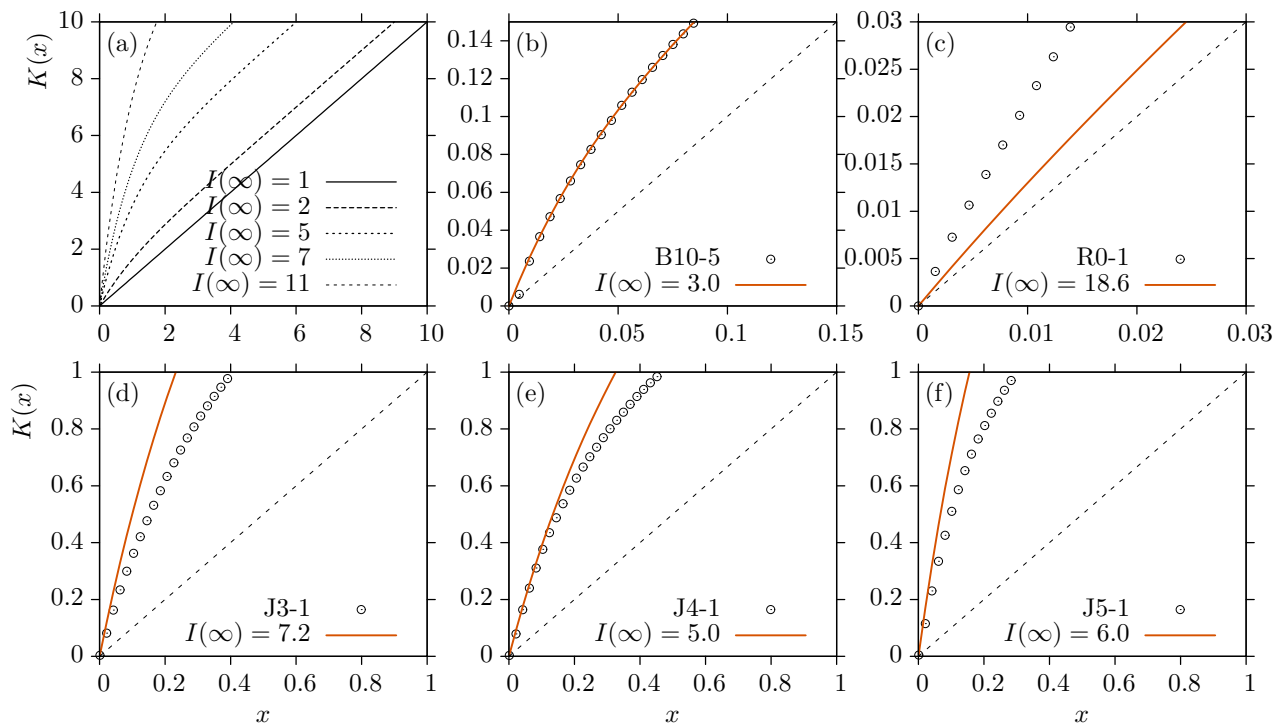 K(x)
10
8
6
4
2
0
(a)
I(∞) = 1
I(∞) = 2
I(∞) = 5
I(∞) = 7
I(∞) = 11
0 2 4 6 8 10
0.14
0.12
0.1
0.08
0.06
0.04
0.02
0
(b)
B10-5
I(∞) = 3.0
0 0.05 0.1 0.15
0.03
0.025
0.02
0.015
0.01
0.005
0
(c)
R0-1
I(∞) = 18.6
0 0.01 0.02 0.03
K(x)
1
0.8
0.6
0.4
0.2
0
(d)
J3-1
I(∞) = 7.2
0 0.2 0.4 0.6 0.8 1
x
1
0.8
0.6
0.4
0.2
0
(e)
J4-1
I(∞) = 5.0
0 0.2 0.4 0.6 0.8 1
x
1
0.8
0.6
0.4
0.2
0
(f)
J5-1
I(∞) = 6.0
0 0.2 0.4 0.6 0.8 1
x